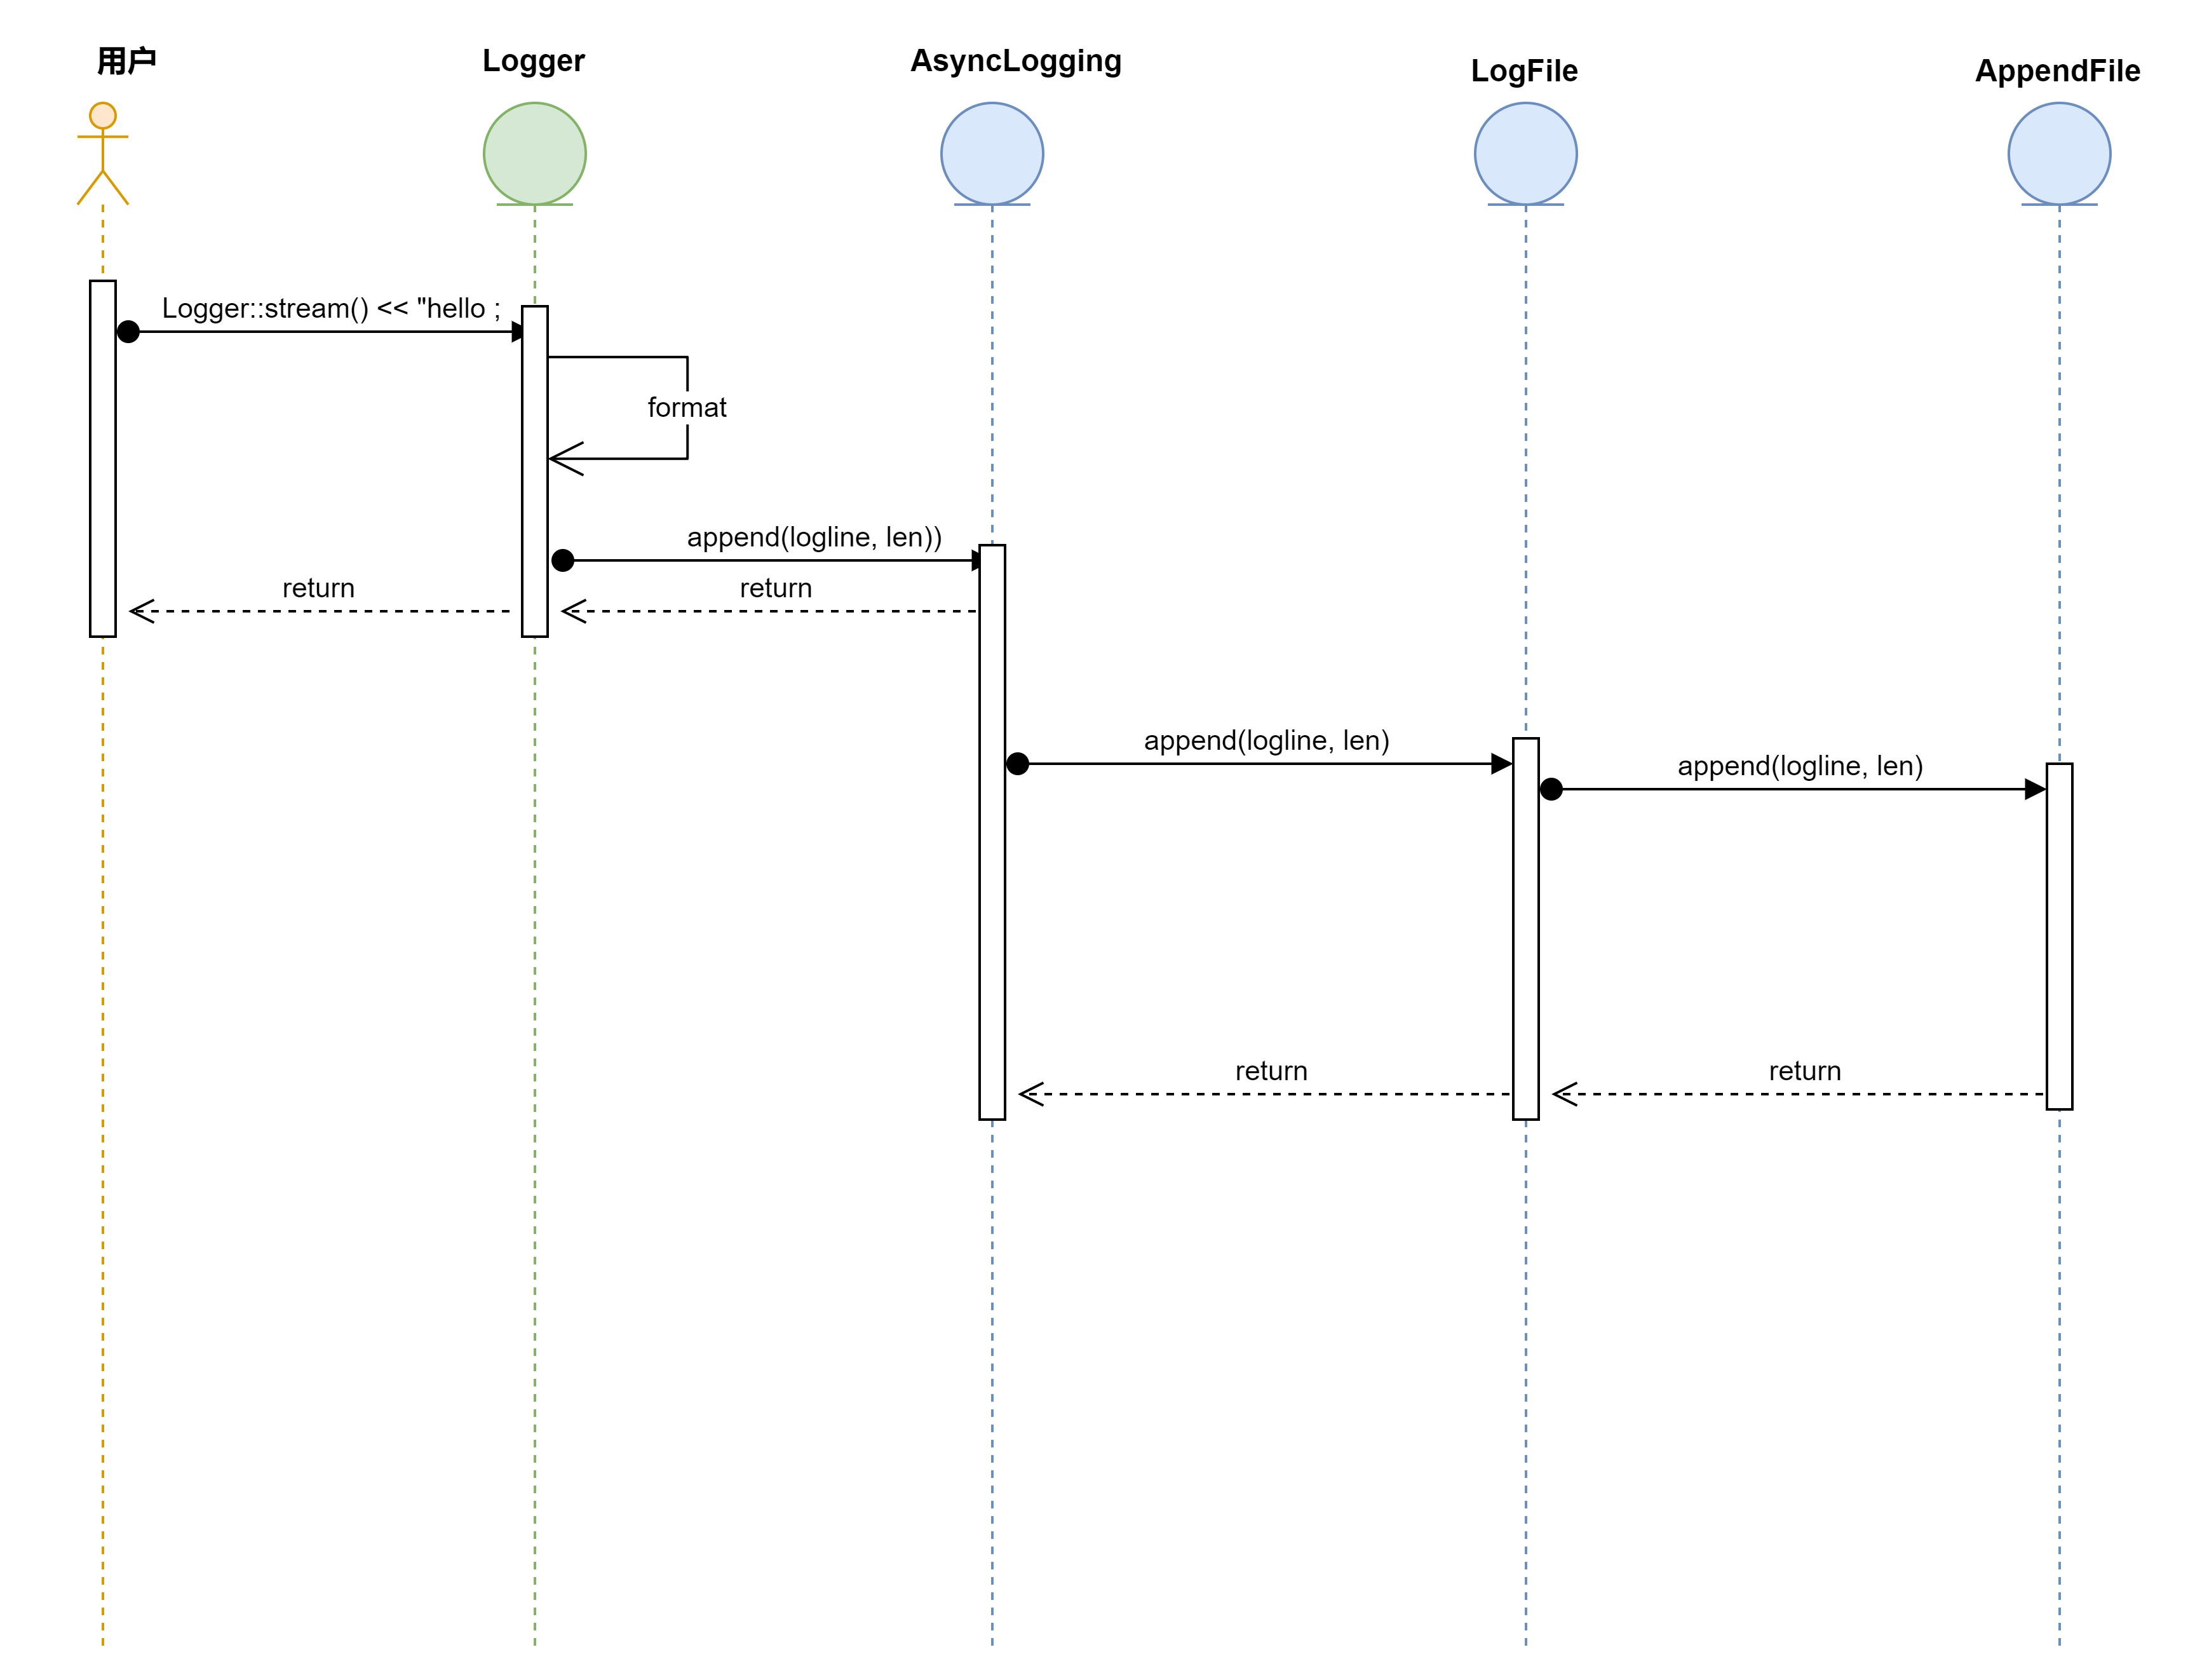 用户
Logger
AsyncLogging
LogFile
AppendFile
Logger::stream() << "hello ;
format
append(logline, len))
return
return
append(logline, len)
append(logline, len)
return
return